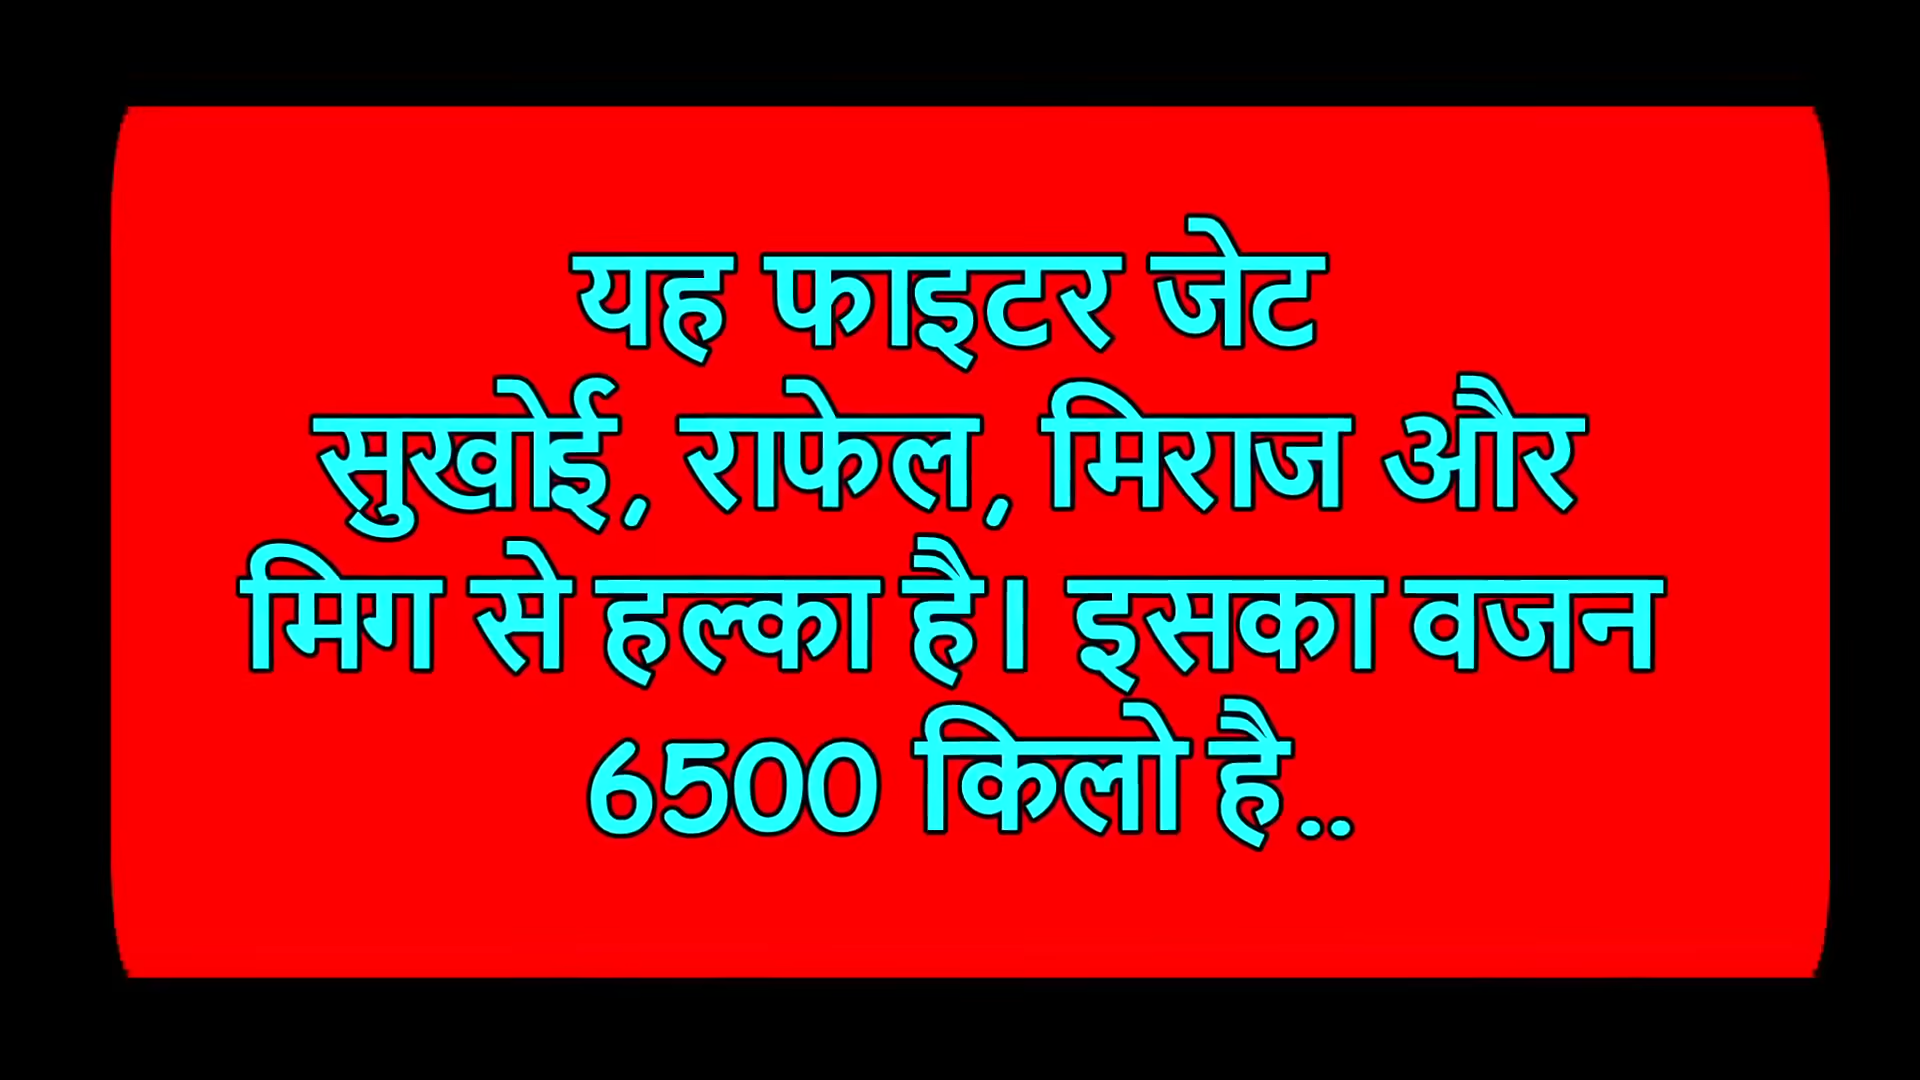 यह फाइटर जेट
सुखोई, राफेल, मिराज और
मिग से हल्का है। इसका वजन
6500 किलो है..